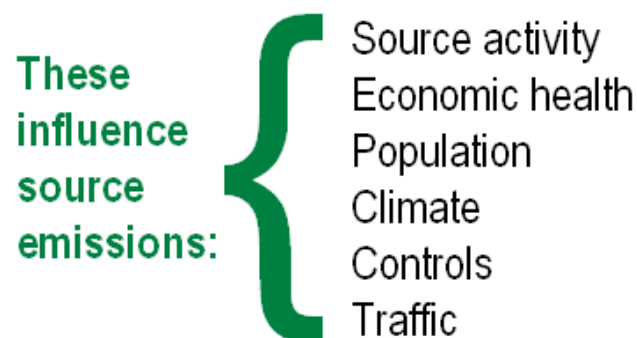 These
influence
source
emissions:
Source activity
Economic health
Population
Climate
Controls
Traffic